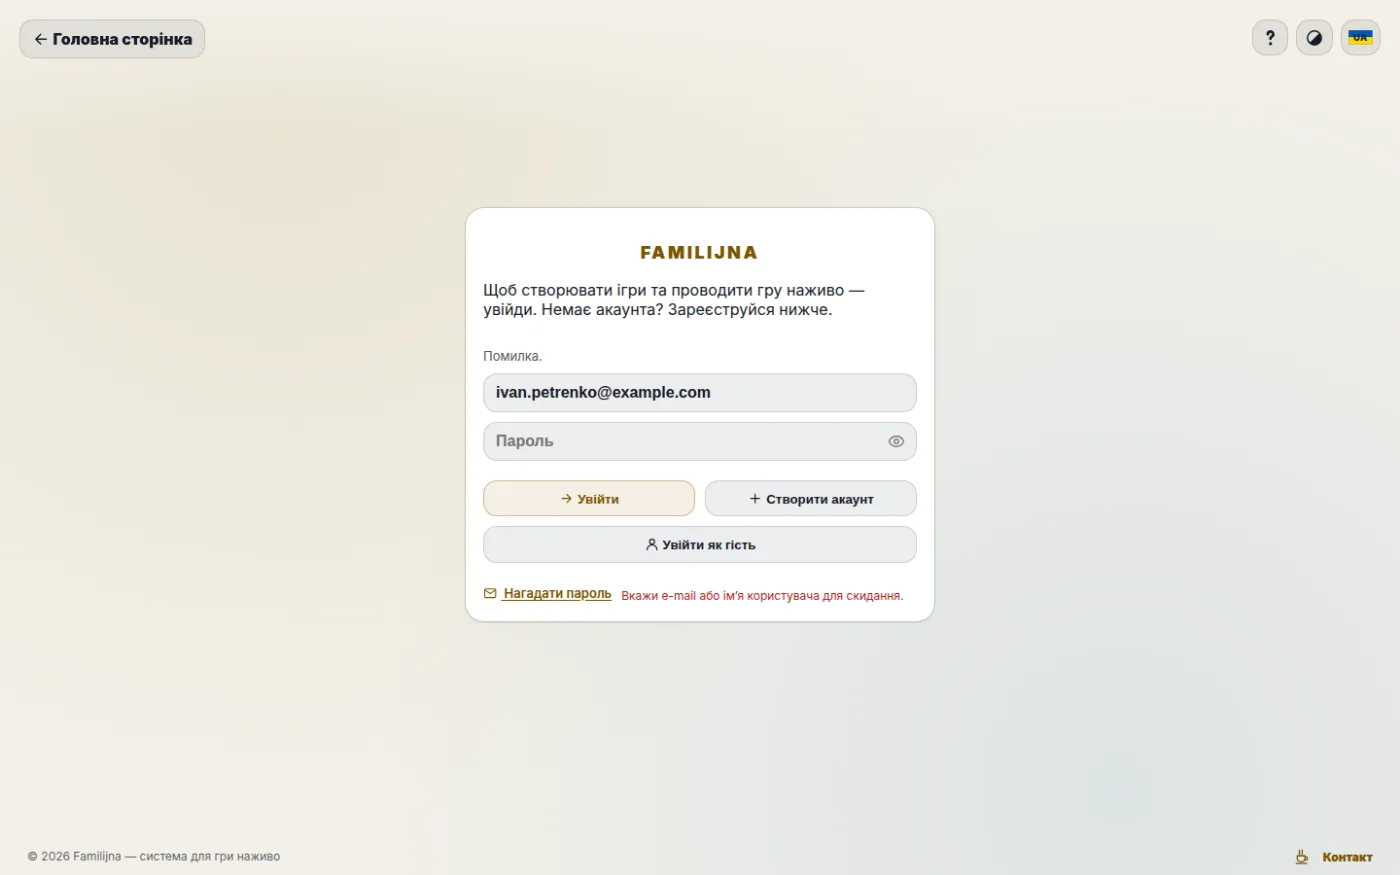 ← Головна сторінка
?
UA
FAMILIJNA
Щоб створювати ігри та проводити гру наживо —
увійди. Немає акаунта? Зареєструйся нижче.
Помилка.
ivan.petrenko@example.com
Пароль
→ Увійти
+ Створити акаунт
Увійти як гість
Нагадати пароль
Вкажи e-mail або ім’я користувача для скидання.
© 2026 Familijna — система для гри наживо
Контакт